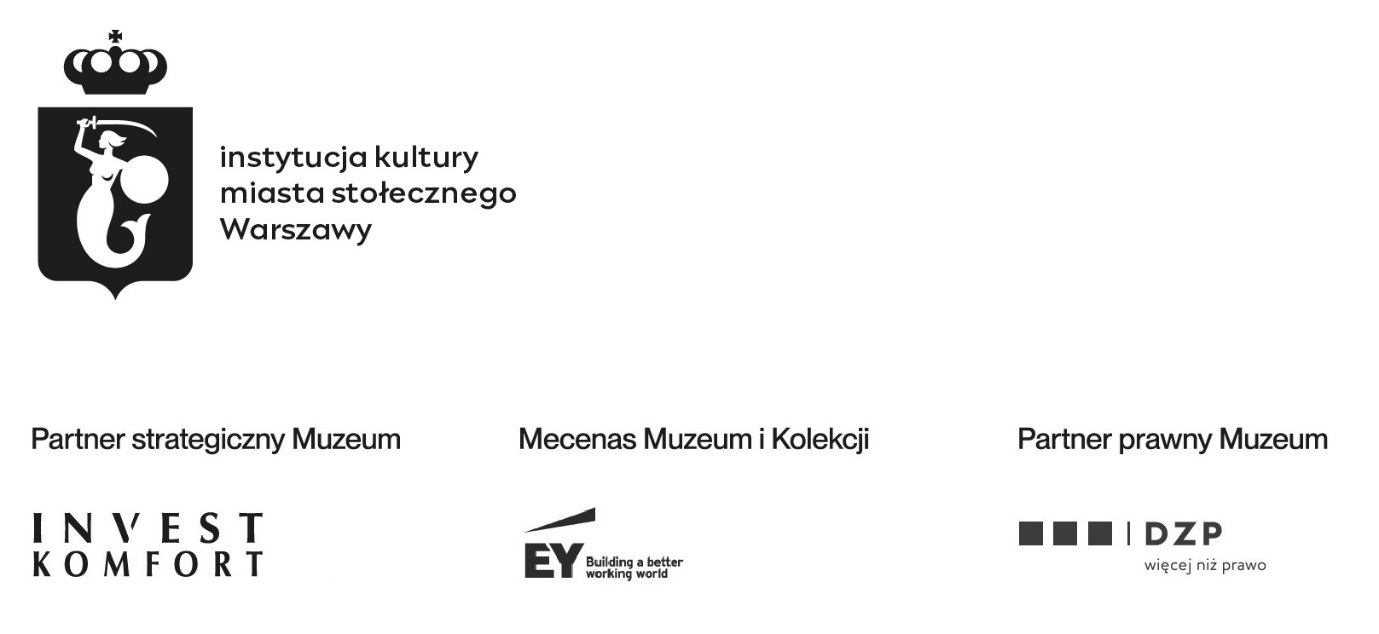 instytucja kultury
miasta stołecznego
Warszawy
Partner strategiczny Muzeum
Mecenas Muzeum i Kolekcji
Partner prawny Muzeum
INVEST
KOMFORT
EY Building a better
working world
DZP
więcej niż prawo